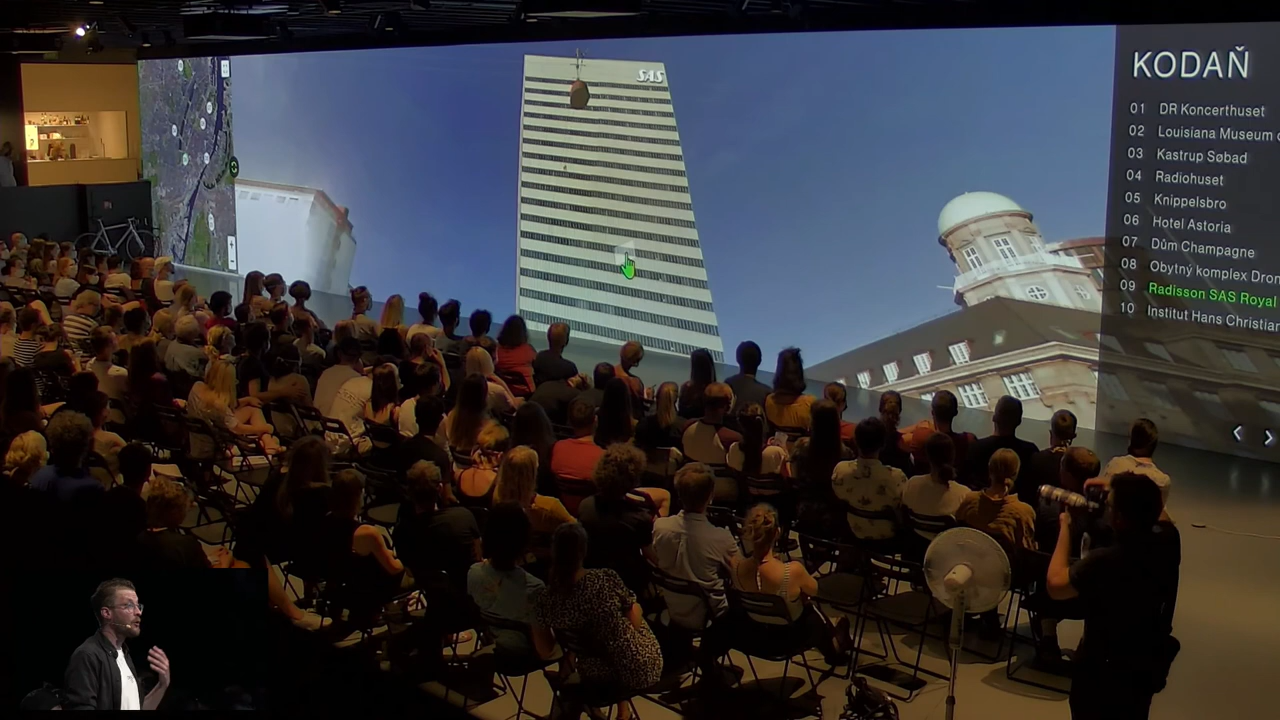 SAS
KODAŇ
01 DR Koncerthuset
02 Louisiana Museum
03 Kastrup Søbad
04 Radiohuset
05 Knippelsbro
06 Hotel Astoria
07 Dům Champagne
08 Obytný komplex Dron
09 Radisson SAS Royal
10 Institut Hans Christian